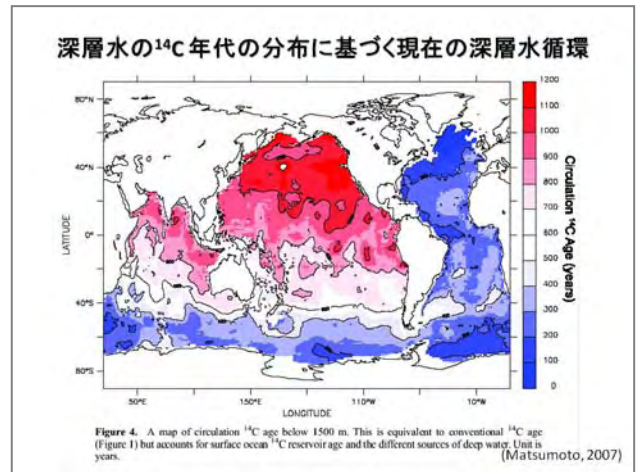 深層水の¹⁴C 年代の分布に基づく現在の深層水循環
80°N
40°N
0°
40°S
80°S
LATITUDE
50°E
150°E
110°W
10°W
LONGITUDE
1200
1100
1000
900
800
700
600
500
400
300
200
100
0
Circulation ¹⁴C Age (years)
Figure 4. A map of circulation ¹⁴C age below 1500 m. This is equivalent to conventional ¹⁴C age
(Figure 1) but accounts for surface ocean ¹⁴C reservoir age and the different sources of deep water. Unit is
years.
(Matsumoto, 2007)